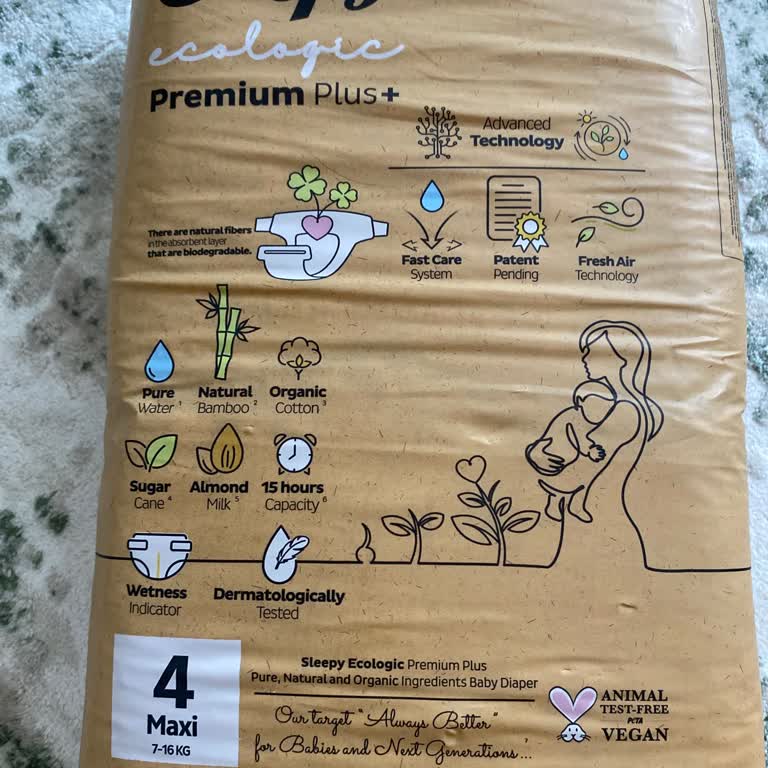 ecologic
Premium Plus+
Advanced
Technology
There are natural fibers
in the absorbent layer
that are biodegradable.
Fast Care
System
Patent
Pending
Fresh Air
Technology
Pure
Water ¹
Natural
Bamboo ²
Organic
Cotton ³
Sugar
Cane ⁴
Almond
Milk ⁵
15 hours
Capacity ⁶
Wetness
Indicator
Dermatologically
Tested
4
Maxi
7-16 KG
Sleepy Ecologic Premium Plus
Pure, Natural and Organic Ingredients Baby Diaper
Our target "Always Better"
for Babies and Next Generations...
ANIMAL
TEST-FREE
PETA
VEGAN